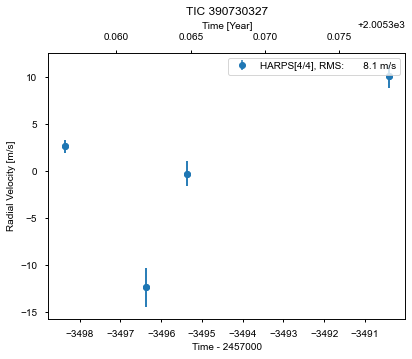 TIC 390730327
Time [Year]
+2.0053e3
0.060 0.065 0.070 0.075
HARPS[4/4], RMS: 8.1 m/s
10
5
0
−5
−10
−15
Radial Velocity [m/s]
−3498 −3497 −3496 −3495 −3494 −3493 −3492 −3491
Time - 2457000